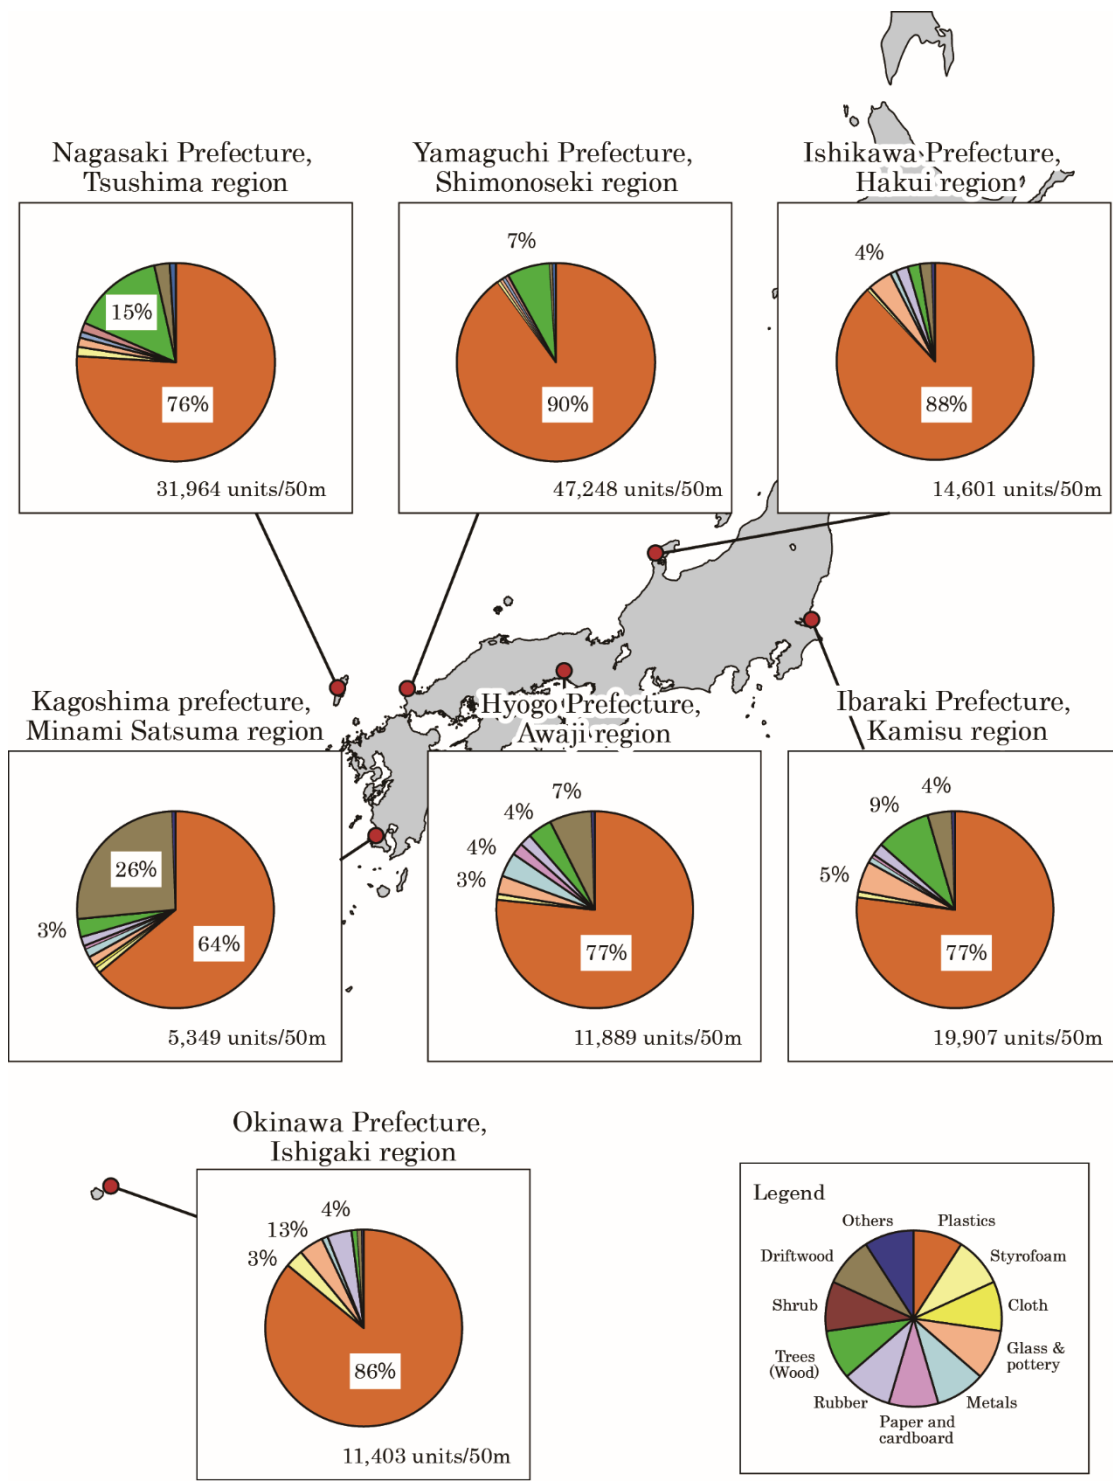 Nagasaki Prefecture,
Tsushima region
15%
76%
31,964 units/50m
Yamaguchi Prefecture,
Shimonoseki region
7%
90%
47,248 units/50m
Ishikawa Prefecture,
Hakui region
4%
88%
14,601 units/50m
Kagoshima prefecture,
Minami Satsuma region
26%
3%
64%
5,349 units/50m
Hyogo Prefecture,
Awaji region
7%
4%
4%
3%
77%
11,889 units/50m
Ibaraki Prefecture,
Kamisu region
4%
9%
5%
77%
19,907 units/50m
Okinawa Prefecture,
Ishigaki region
4%
13%
3%
86%
11,403 units/50m
Legend
Others
Plastics
Driftwood
Styrofoam
Shrub
Cloth
Trees
(Wood)
Glass &
pottery
Rubber
Metals
Paper and
cardboard